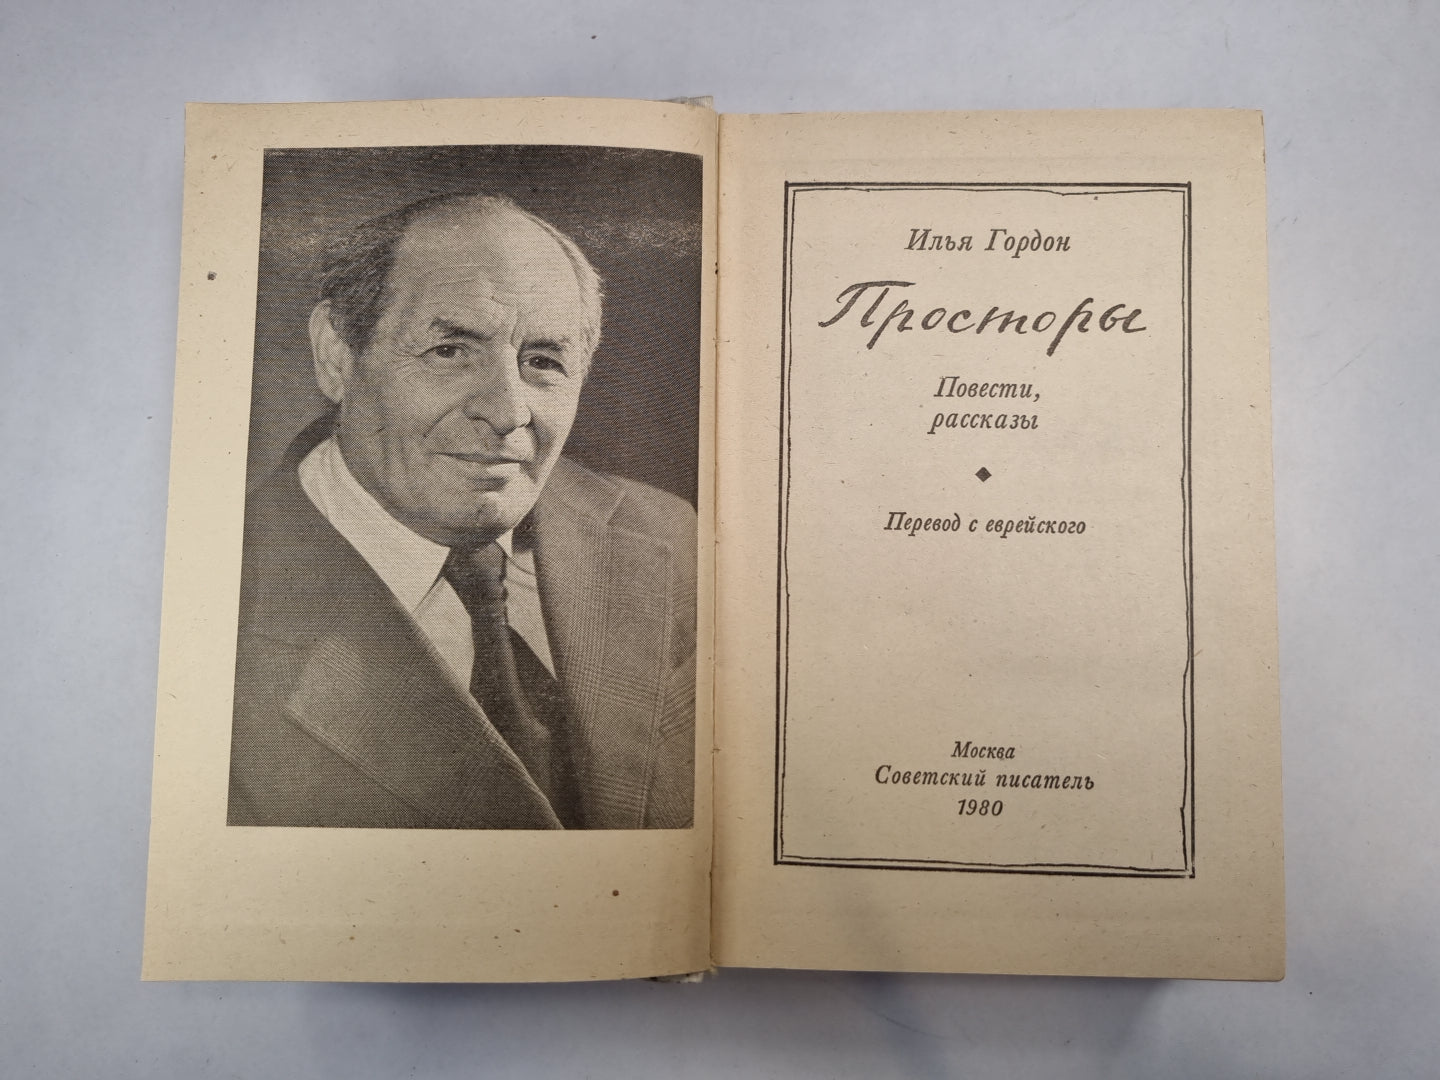 Илья Гордон
Просторы
Повести,
рассказы
Перевод с еврейского
Москва
Советский писатель
1980